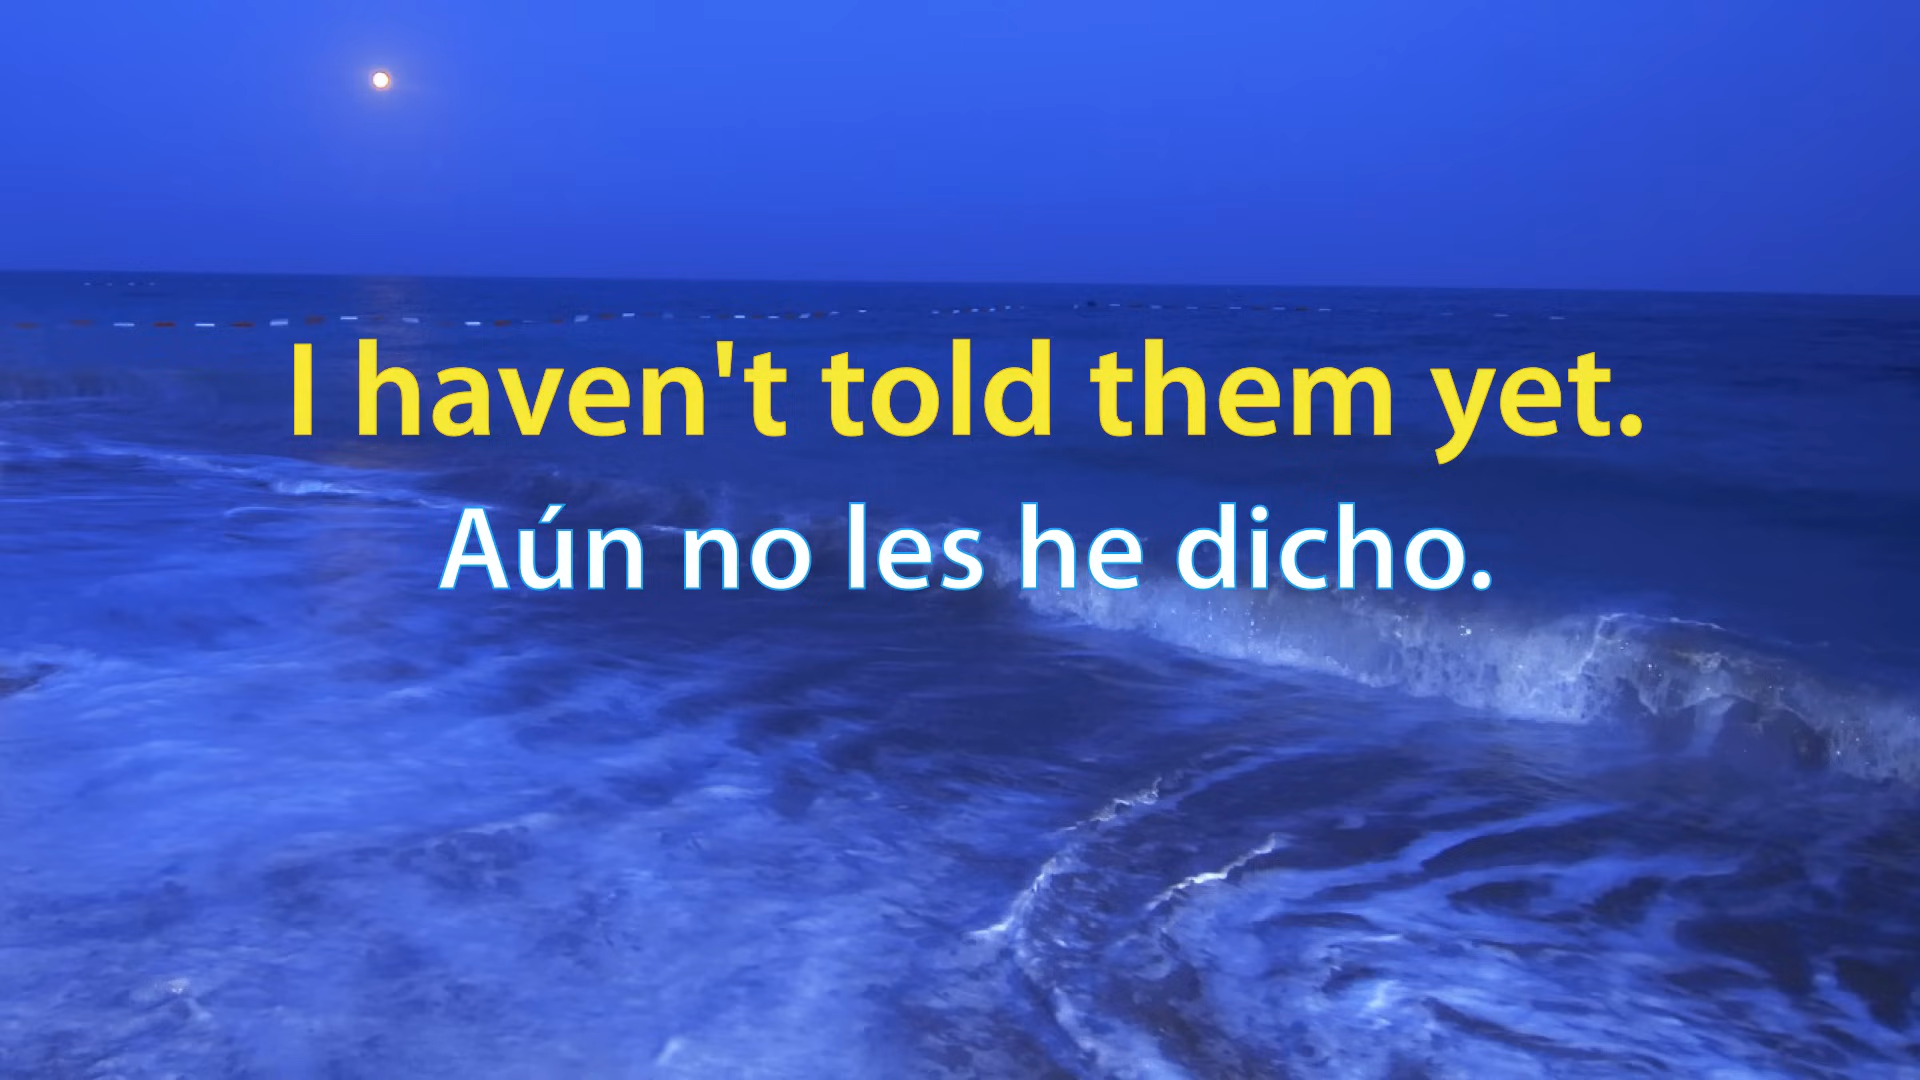 I haven't told them yet.
Aún no les he dicho.